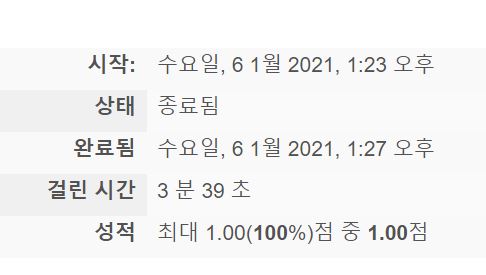 시작: 수요일, 6 1월 2021, 1:23 오후
상태 종료됨
완료됨 수요일, 6 1월 2021, 1:27 오후
걸린 시간 3 분 39 초
성적 최대 1.00(100%)점 중 1.00점